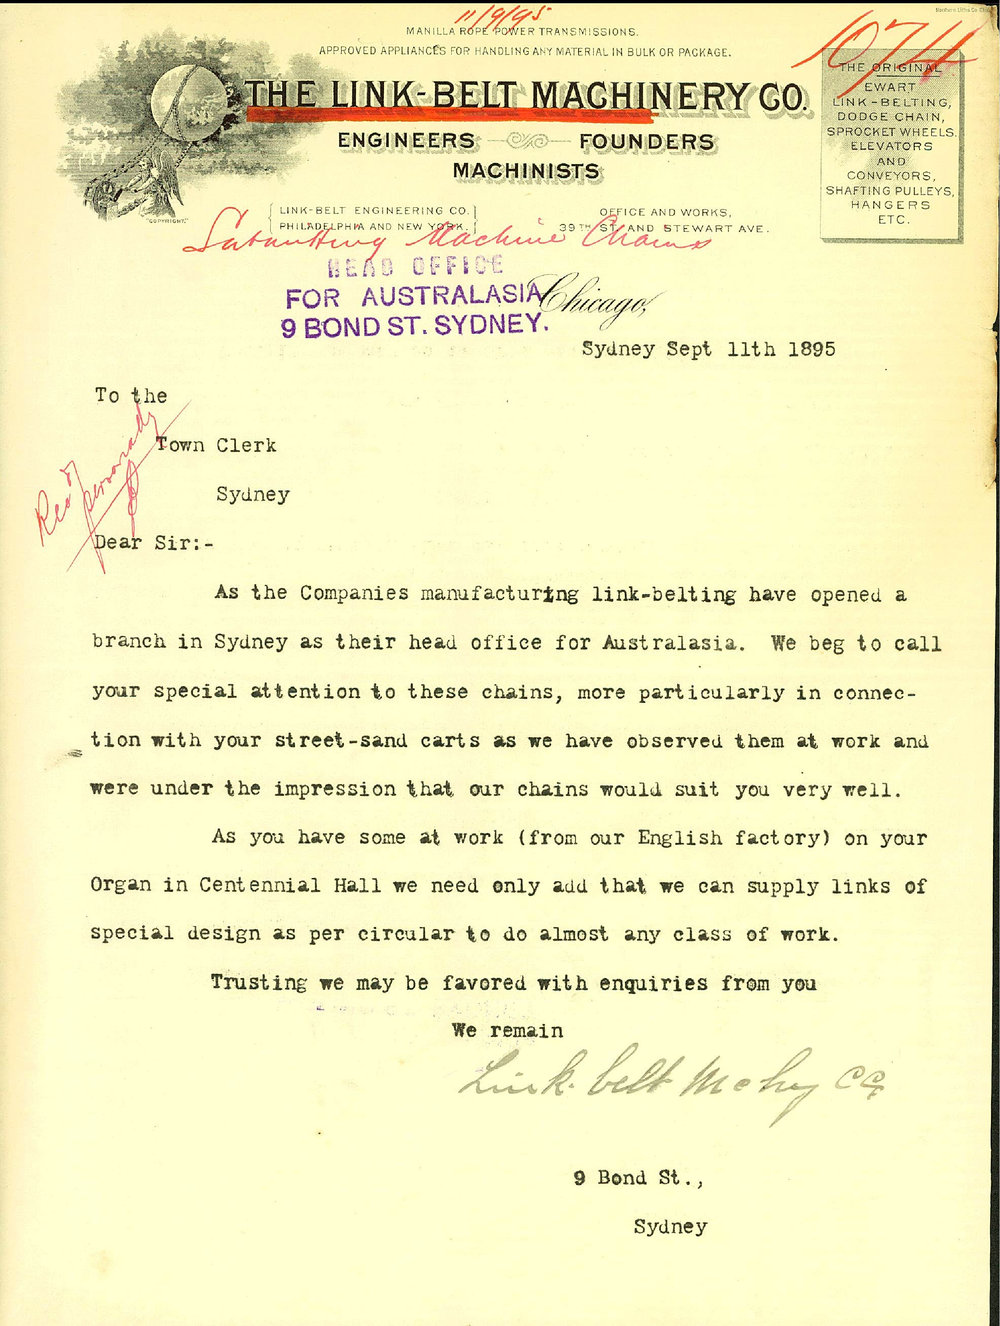 11/9/95
MANILLA ROPE POWER TRANSMISSIONS.
APPROVED APPLIANCES FOR HANDLING ANY MATERIAL IN BULK OR PACKAGE.
1074
THE LINK-BELT MACHINERY CO.
ENGINEERS FOUNDERS
MACHINISTS
THE ORIGINAL
EWART
LINK-BELTING,
DODGE CHAIN,
SPROCKET WHEELS.
ELEVATORS
AND
CONVEYORS,
SHAFTING PULLEYS,
HANGERS
ETC.
"COPYRIGHT."
LINK-BELT ENGINEERING CO.
PHILADELPHIA AND NEW YORK.
OFFICE AND WORKS,
39TH ST. AND STEWART AVE.
Submitting Machine Chains
HEAD OFFICE
FOR AUSTRALASIA
9 BOND ST. SYDNEY.
Chicago,
Sydney Sept 11th 1895
To the
Town Clerk
Sydney
Recd
personally
Dear Sir:-
As the Companies manufacturing link-belting have opened a
branch in Sydney as their head office for Australasia. We beg to call
your special attention to these chains, more particularly in connec-
tion with your street-sand carts as we have observed them at work and
were under the impression that our chains would suit you very well.
As you have some at work (from our English factory) on your
Organ in Centennial Hall we need only add that we can supply links of
special design as per circular to do almost any class of work.
Trusting we may be favored with enquiries from you
We remain
Link-belt Mchy Co
9 Bond St.,
Sydney